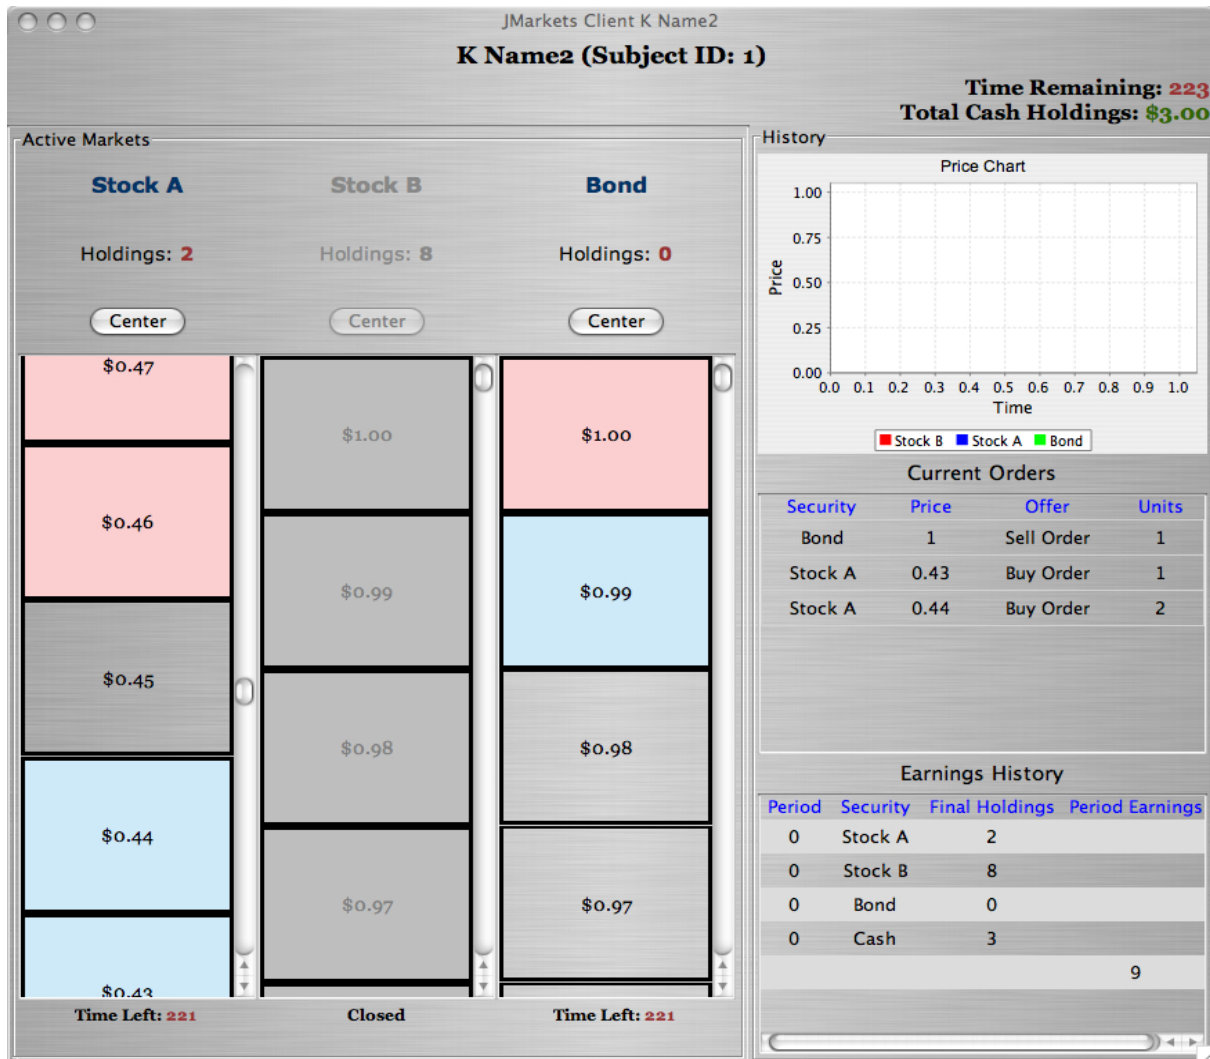 JMarkets Client K Name2
K Name2 (Subject ID: 1)
Time Remaining: 223
Total Cash Holdings: $3.00
Active Markets
Stock A Stock B Bond
Holdings: 2 Holdings: 8 Holdings: 0
Center Center Center
$0.47
$1.00 $1.00
$0.46
$0.99 $0.99
$0.45
$0.98 $0.98
$0.44
$0.97 $0.97
$0.43
Time Left: 221 Closed Time Left: 221
History
Price Chart
1.00
0.75
0.50
0.25
0.00
Price
0.0 0.1 0.2 0.3 0.4 0.5 0.6 0.7 0.8 0.9 1.0
Time
Stock B Stock A Bond
Current Orders
Security Price Offer Units
Bond 1 Sell Order 1
Stock A 0.43 Buy Order 1
Stock A 0.44 Buy Order 2
Earnings History
Period Security Final Holdings Period Earnings
0 Stock A 2
0 Stock B 8
0 Bond 0
0 Cash 3
9